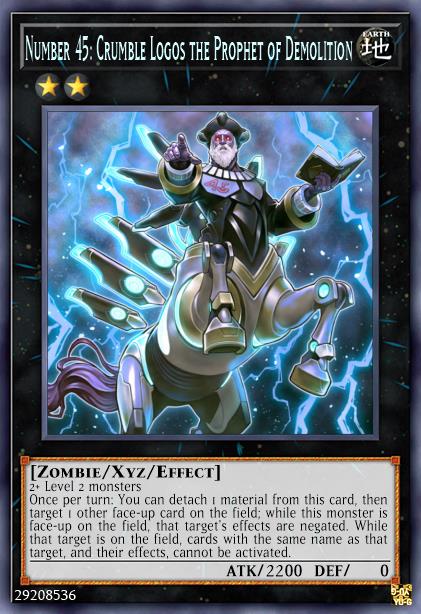 Number 45: Crumble Logos the Prophet of Demolition
EARTH
地
45
[Zombie/Xyz/Effect]
2+ Level 2 monsters
Once per turn: You can detach 1 material from this card, then
target 1 other face-up card on the field; while this monster is
face-up on the field, that target's effects are negated. While
that target is on the field, cards with the same name as that
target, and their effects, cannot be activated.
ATK/2200 DEF/ 0
29208536